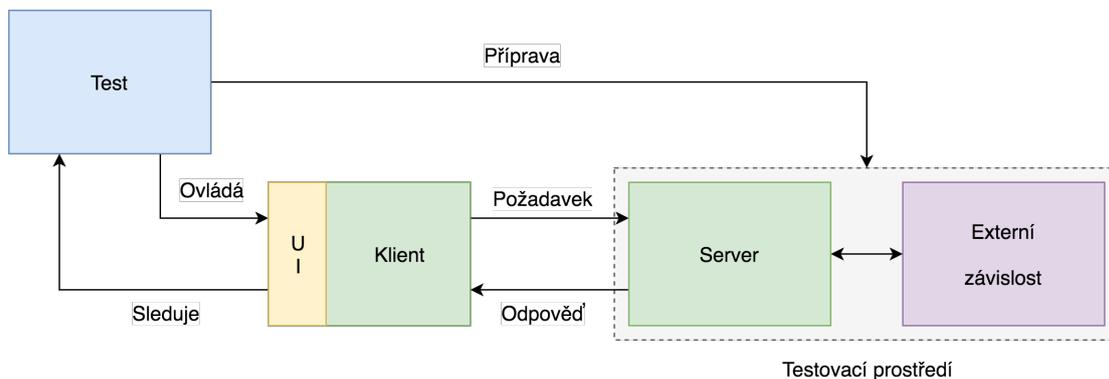 Příprava
Test
Ovládá
Požadavek
U
I
Klient
Server
Externí
závislost
Sleduje
Odpověď
Testovací prostředí